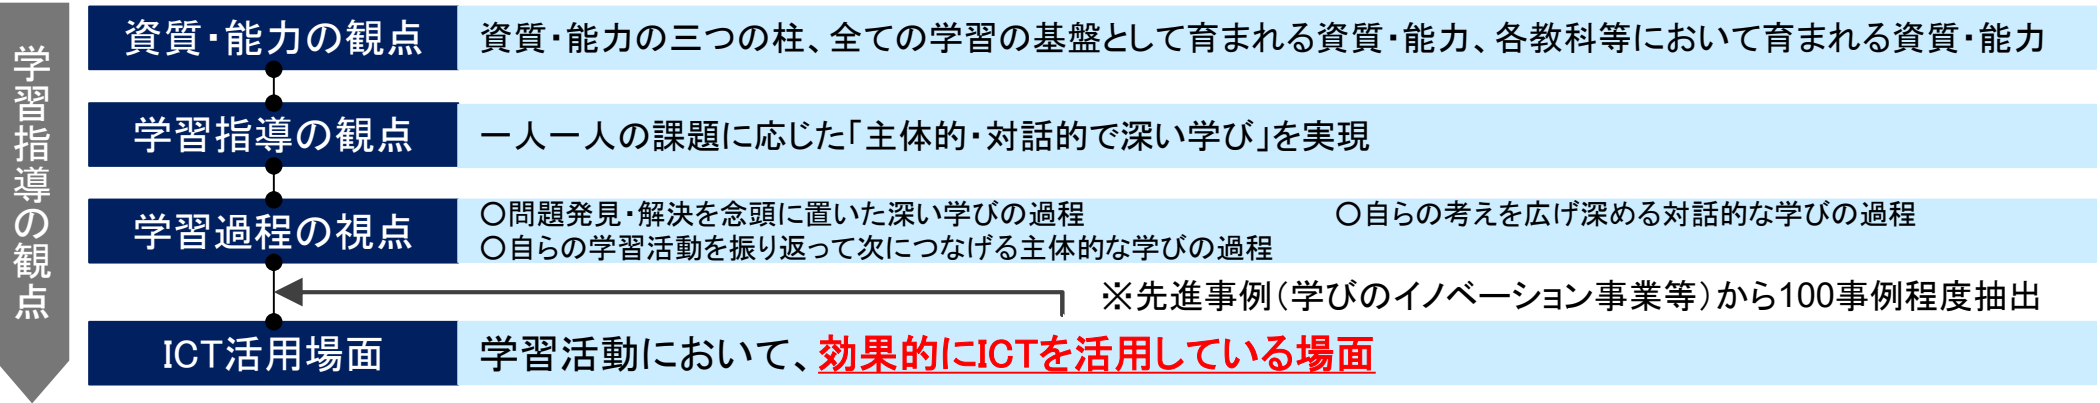 学習指導の観点
資質・能力の観点
資質・能力の三つの柱、全ての学習の基盤として育まれる資質・能力、各教科等において育まれる資質・能力
学習指導の観点
一人一人の課題に応じた「主体的・対話的で深い学び」を実現
学習過程の視点
○問題発見・解決を念頭に置いた深い学びの過程
○自らの考えを広げ深める対話的な学びの過程
○自らの学習活動を振り返って次につなげる主体的な学びの過程
※先進事例(学びのイノベーション事業等)から100事例程度抽出
ICT活用場面
学習活動において、効果的にICTを活用している場面